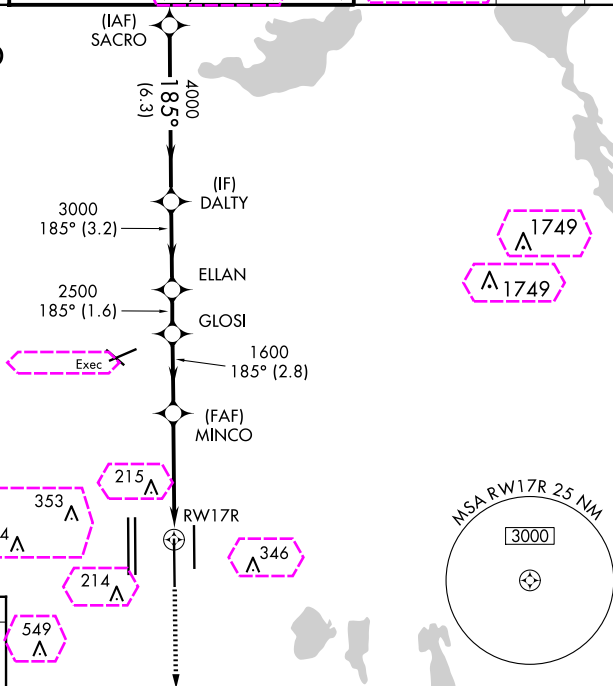 (IAF)
SACRO
4000
185°
(6.3)
(IF)
DALTY
3000
185° (3.2)
1749
1749
ELLAN
2500
185° (1.6)
GLOSI
Exec
1600
185° (2.8)
(FAF)
MINCO
215
353
4
RW17R
346
214
549
MSA RW17R 25 NM
3000